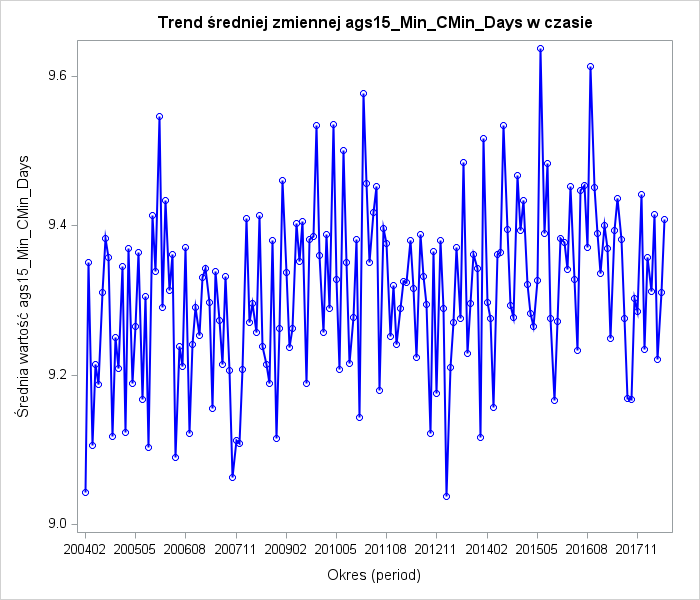 Trend średniej zmiennej ags15_Min_CMin_Days w czasie
Średnia wartość ags15_Min_CMin_Days
9.6
9.4
9.2
9.0
200402 200505 200608 200711 200902 201005 201108 201211 201402 201505 201608 201711
Okres (period)